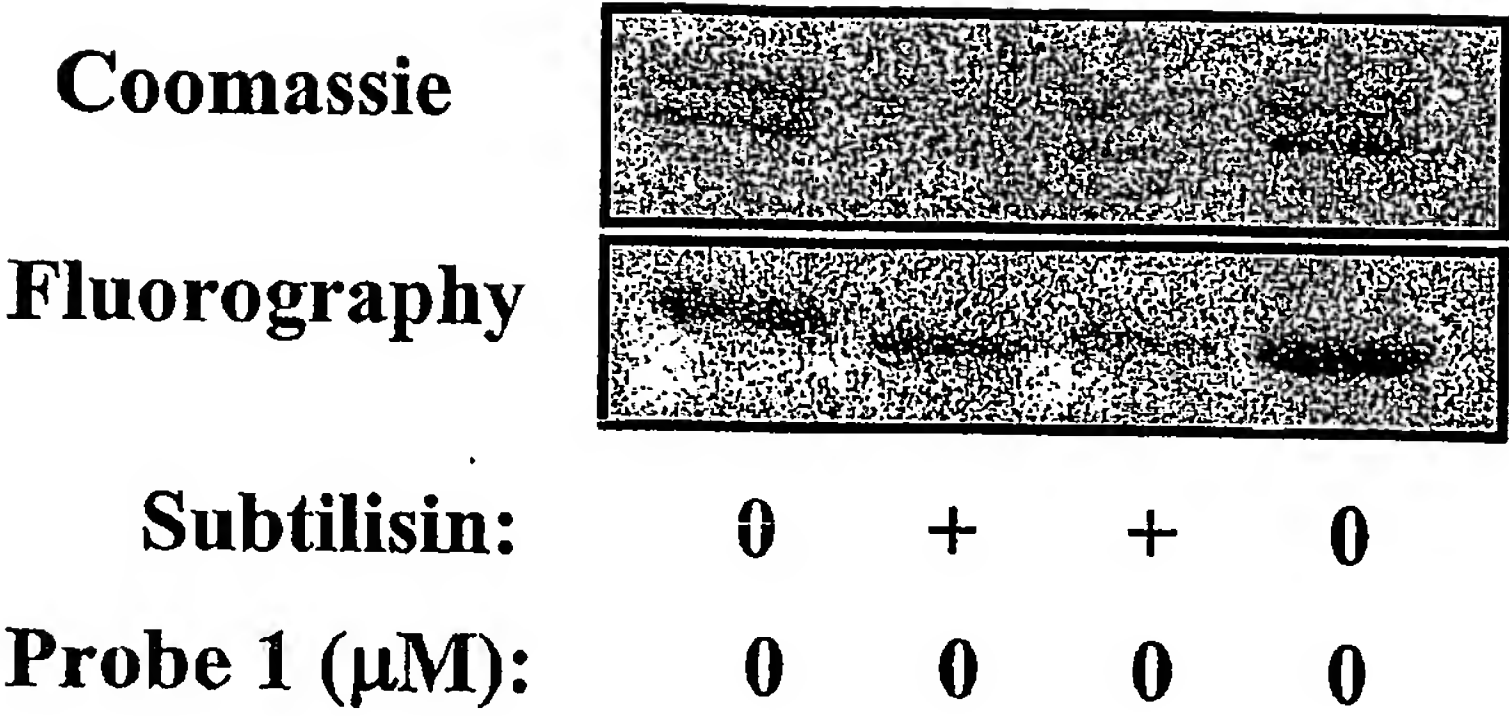 Coomassie
Fluorography
Subtilisin: 0 + + 0
Probe 1 (μM): 0 0 0 0